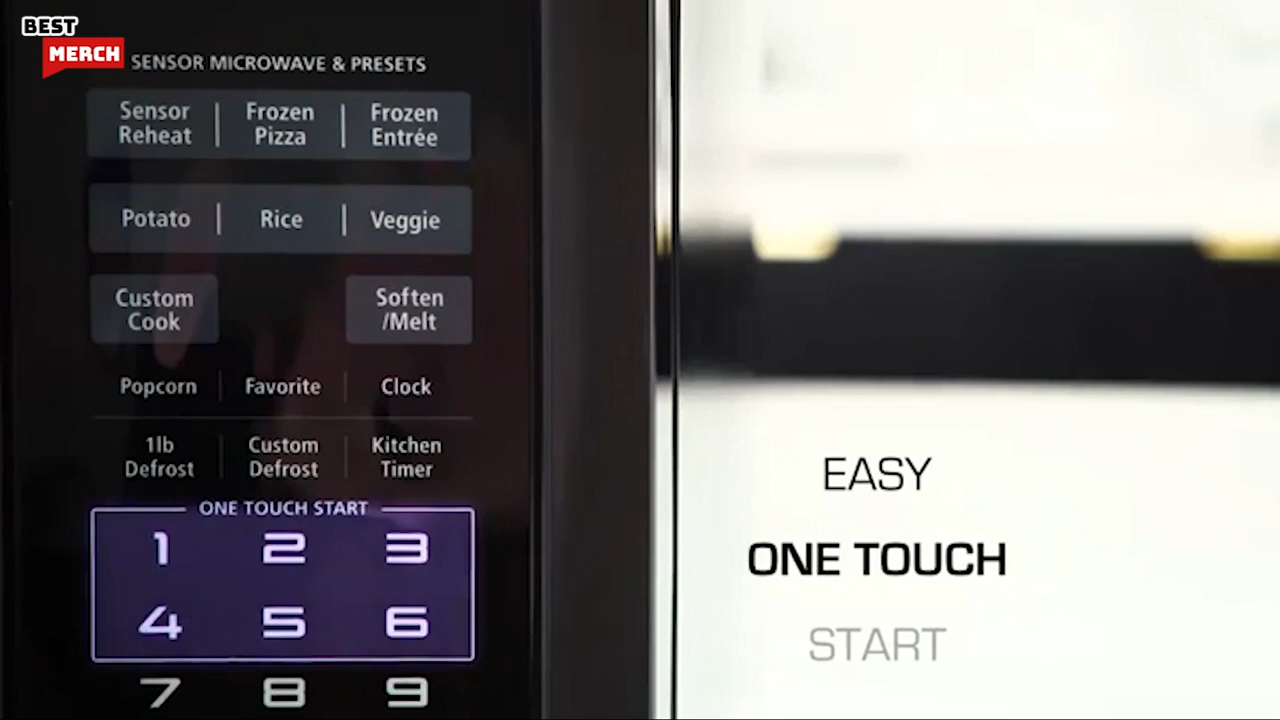 BEST
MERCH
SENSOR MICROWAVE & PRESETS
Sensor Reheat | Frozen Pizza | Frozen Entrée
Potato | Rice | Veggie
Custom Cook
Soften /Melt
Popcorn | Favorite | Clock
1lb Defrost | Custom Defrost | Kitchen Timer
ONE TOUCH START
1 2 3
4 5 6
7 8 9
EASY
ONE TOUCH
START